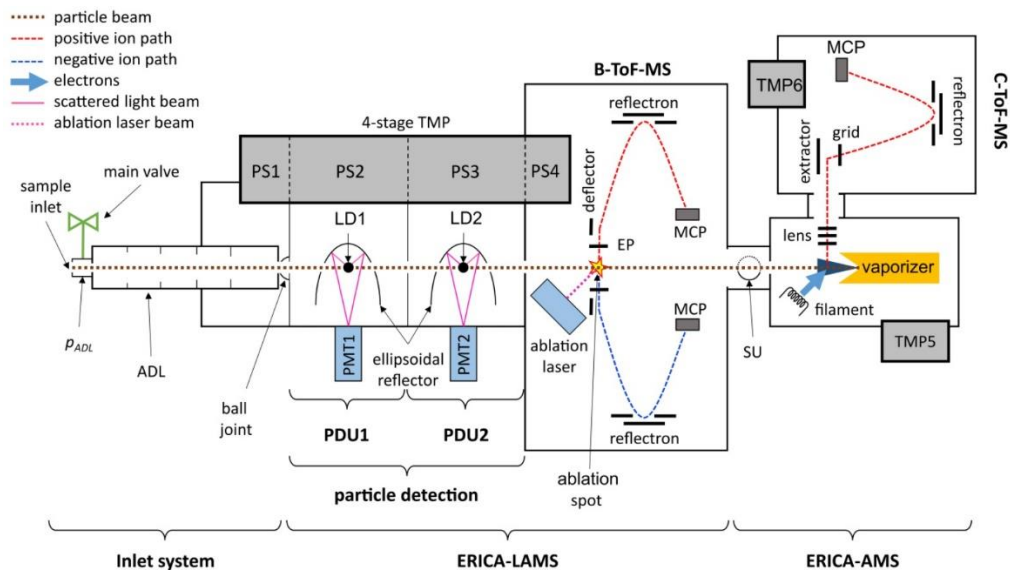 particle beam
positive ion path
negative ion path
electrons
scattered light beam
ablation laser beam
sample
inlet
main valve
4-stage TMP
PS1
PS2
PS3
PS4
LD1
LD2
B-ToF-MS
reflectron
deflector
EP
MCP
MCP
MCP
TMP6
reflectron
C-ToF-MS
extractor
grid
lens
vaporizer
filament
TMP5
SU
pADL
ADL
ball
joint
PMT1
ellipsoidal
reflector
PMT2
ablation
laser
reflectron
ablation
spot
PDU1
PDU2
particle detection
Inlet system
ERICA-LAMS
ERICA-AMS